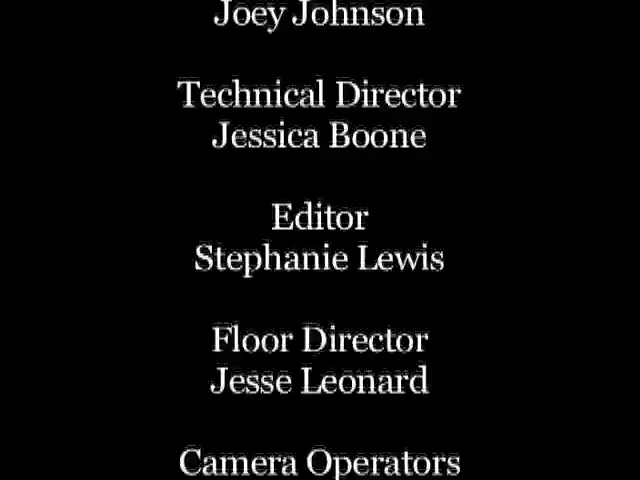 Joey Johnson
Technical Director
Jessica Boone
Editor
Stephanie Lewis
Floor Director
Jesse Leonard
Camera Operators